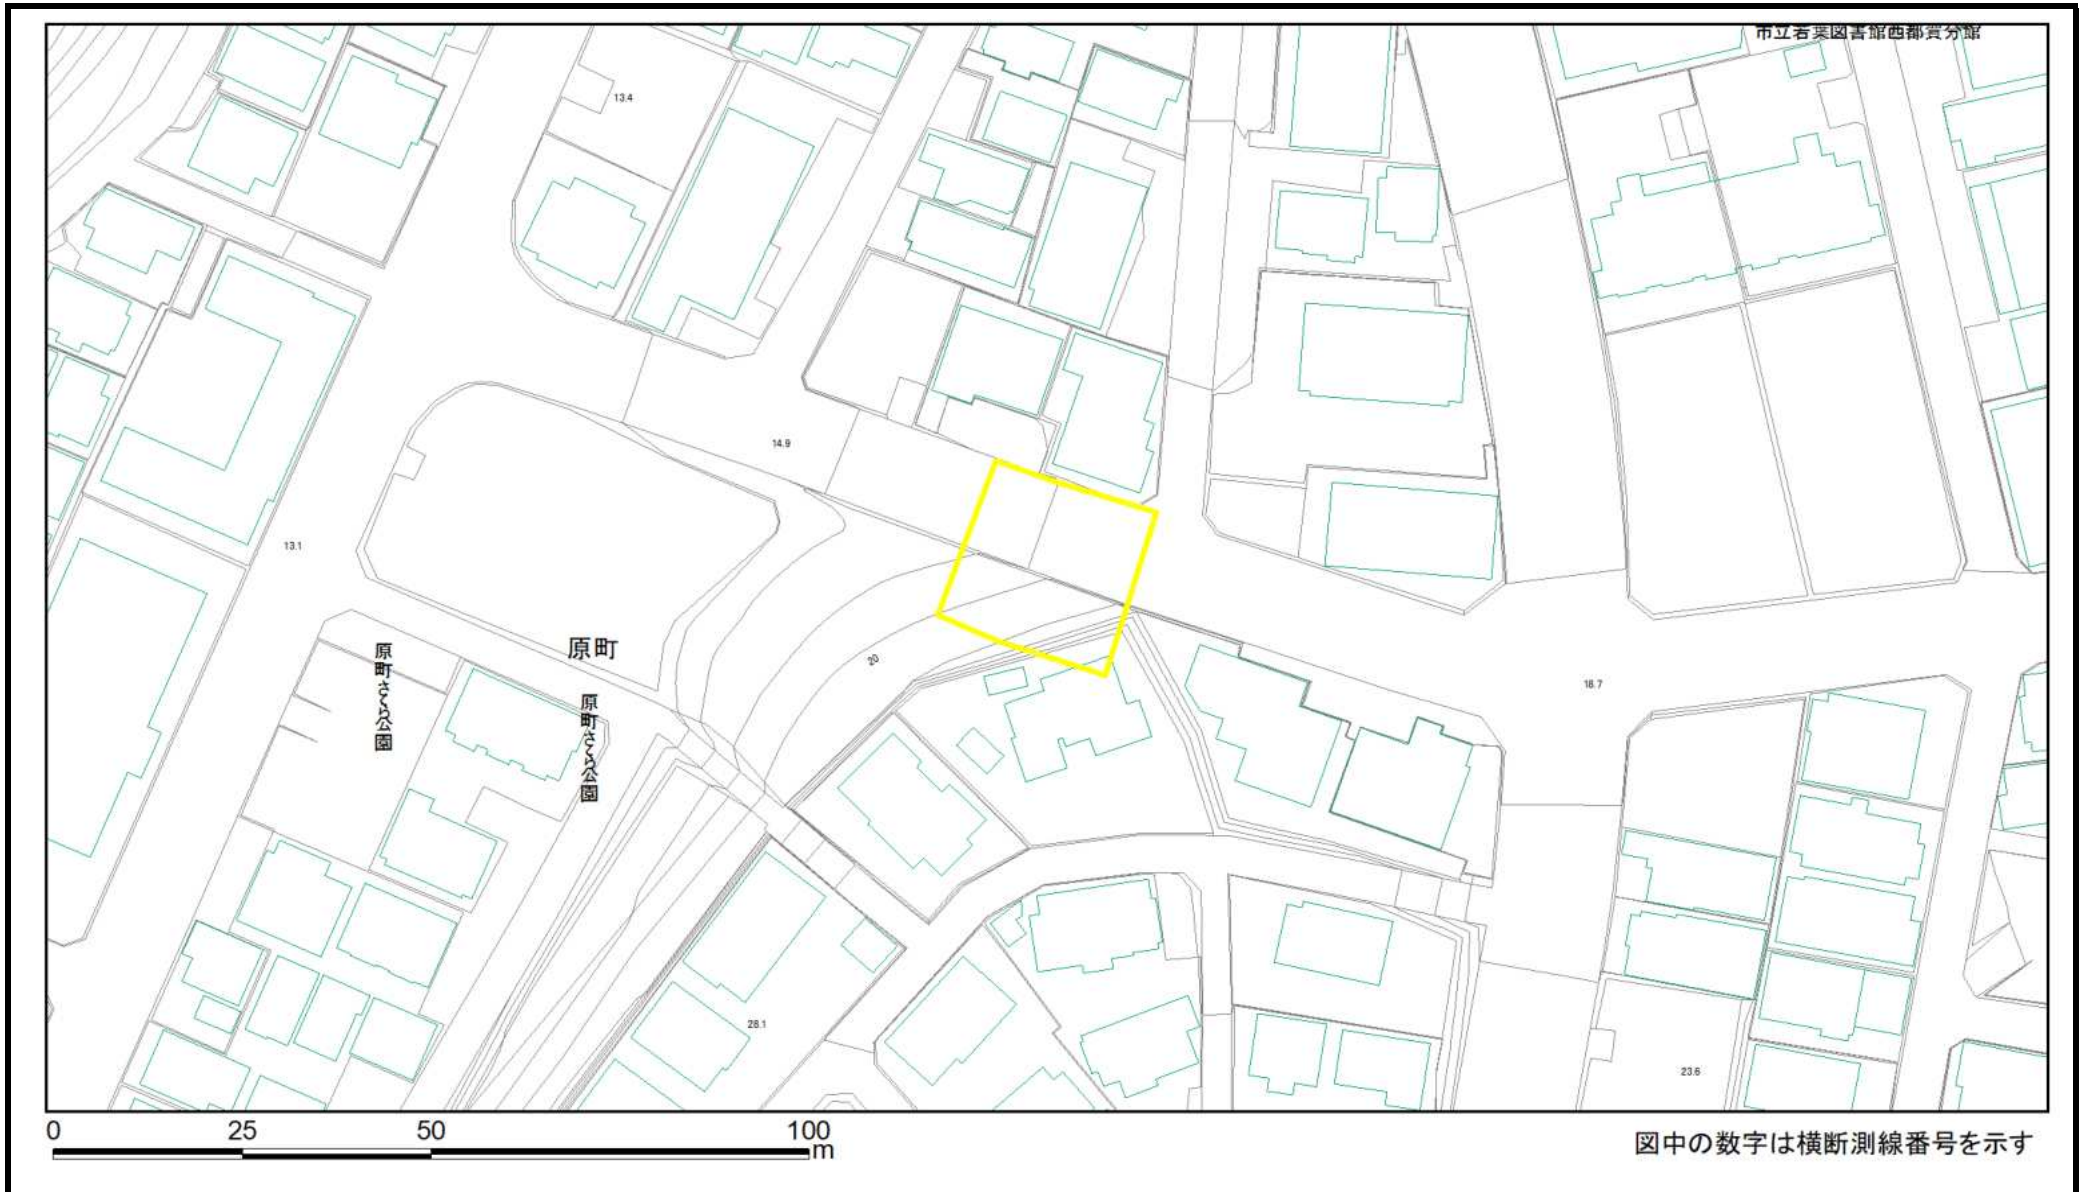 市立若葉図書館西都賀分館
13.4
14.9
13.1
原町
原町さくら公園
原町さくら公園
20
18.7
28.1
23.6
0 25 50 100
m
図中の数字は横断測線番号を示す